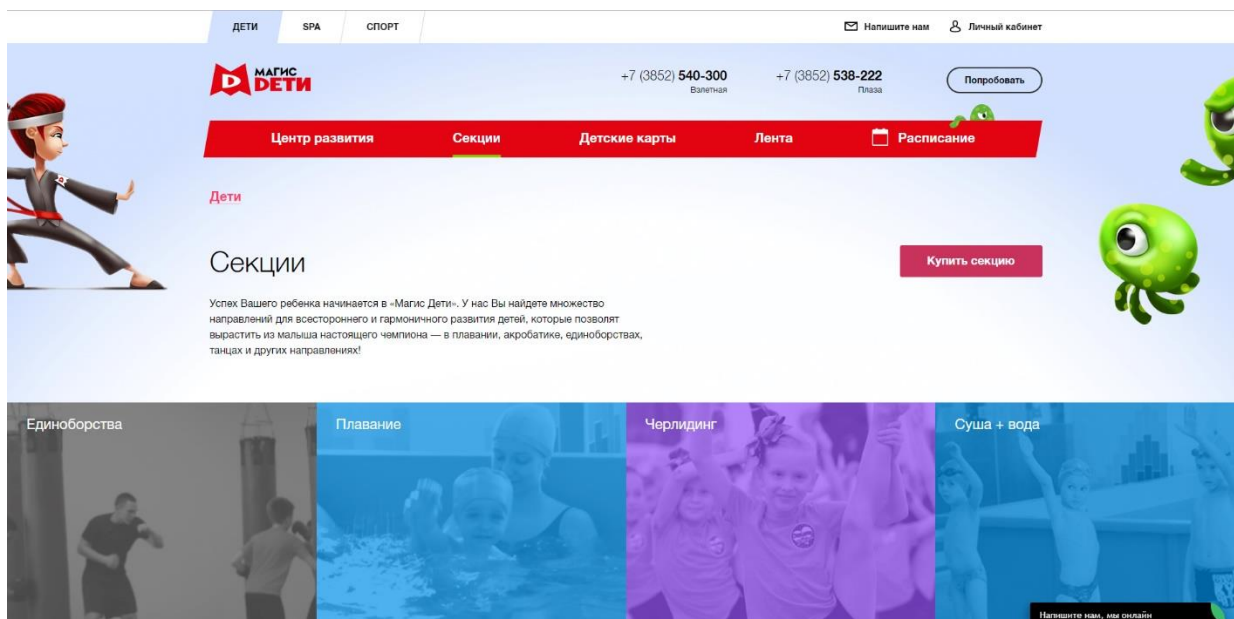 ДЕТИ SPA СПОРТ Напишите нам Личный кабинет
МАГИС
ДЕТИ
+7 (3852) 540-300
Взлетная
+7 (3852) 538-222
Плаза
Попробовать
Центр развития Секции Детские карты Лента Расписание
Дети
Секции
Купить секцию
Успех Вашего ребенка начинается в «Магис Дети». У нас Вы найдете множество
направлений для всестороннего и гармоничного развития детей, которые позволят
вырастить из малыша настоящего чемпиона — в плавании, акробатике, единоборствах,
танцах и других направлениях!
Единоборства Плавание Черлидинг Суша + вода
Напишите нам, мы онлайн